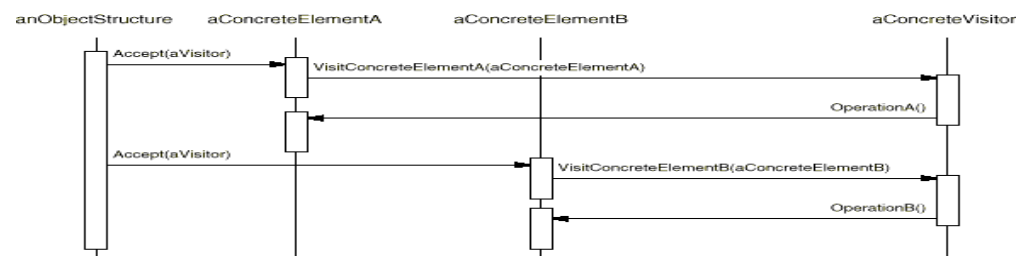 anObjectStructure aConcreteElementA aConcreteElementB aConcreteVisitor
Accept(aVisitor)
VisitConcreteElementA(aConcreteElementA)
OperationA()
Accept(aVisitor)
VisitConcreteElementB(aConcreteElementB)
OperationB()